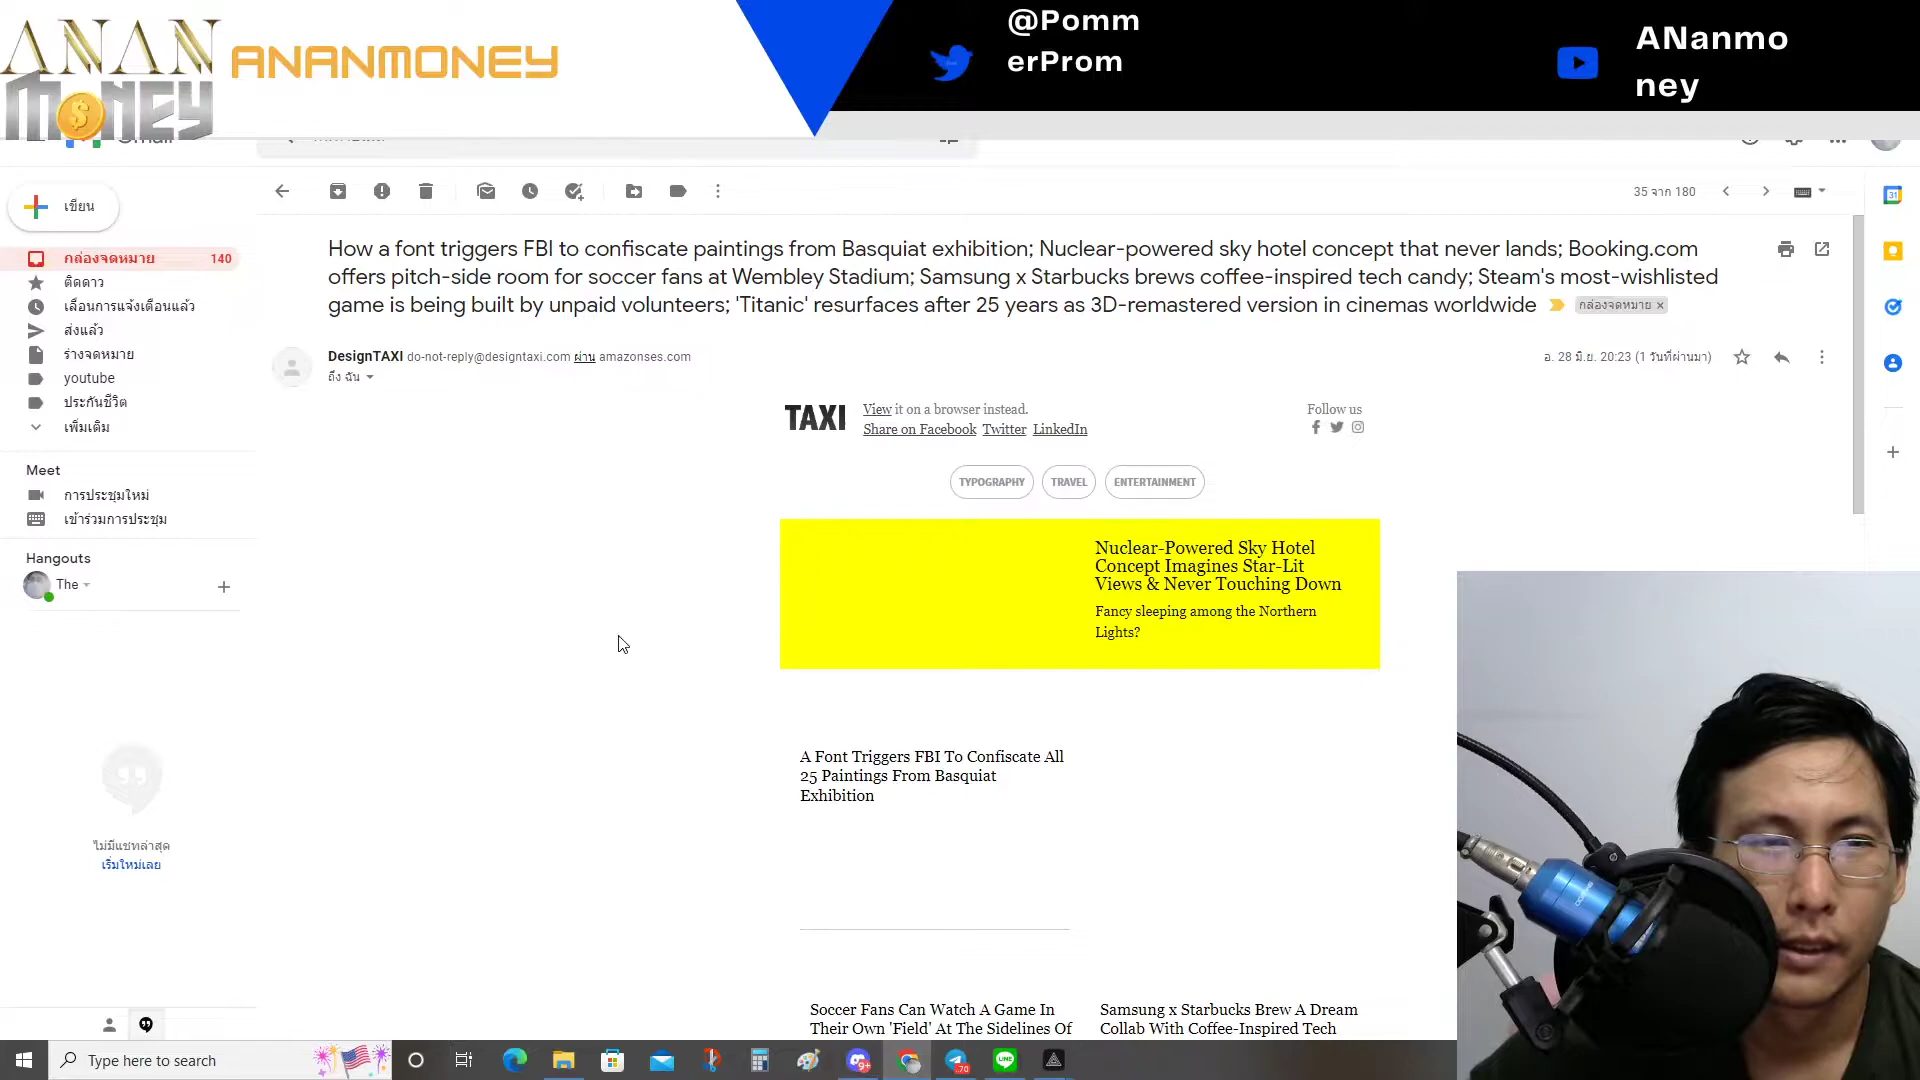 ANAN
MONEY
ANANMONEY
@Pomm
erProm
ANanmo
ney
Gmail
เขียน
35 จาก 180
กล่องจดหมาย 140
ติดดาว
เลื่อนการแจ้งเตือนแล้ว
ส่งแล้ว
ร่างจดหมาย
youtube
ประกันชีวิต
เพิ่มเติม
Meet
การประชุมใหม่
เข้าร่วมการประชุม
Hangouts
The
ไม่มีแชทล่าสุด
เริ่มใหม่เลย
How a font triggers FBI to confiscate paintings from Basquiat exhibition; Nuclear-powered sky hotel concept that never lands; Booking.com
offers pitch-side room for soccer fans at Wembley Stadium; Samsung x Starbucks brews coffee-inspired tech candy; Steam's most-wishlisted
game is being built by unpaid volunteers; 'Titanic' resurfaces after 25 years as 3D-remastered version in cinemas worldwide กล่องจดหมาย ×
DesignTAXI do-not-reply@designtaxi.com ผ่าน amazonses.com
อ. 28 มิ.ย. 20:23 (1 วันที่ผ่านมา)
ถึง ฉัน
TAXI
View it on a browser instead.
Share on Facebook Twitter LinkedIn
Follow us
TYPOGRAPHY TRAVEL ENTERTAINMENT
Nuclear-Powered Sky Hotel
Concept Imagines Star-Lit
Views & Never Touching Down
Fancy sleeping among the Northern
Lights?
A Font Triggers FBI To Confiscate All
25 Paintings From Basquiat
Exhibition
Soccer Fans Can Watch A Game In
Their Own 'Field' At The Sidelines Of
Samsung x Starbucks Brew A Dream
Collab With Coffee-Inspired Tech
Type here to search
9+
70
LINE
31